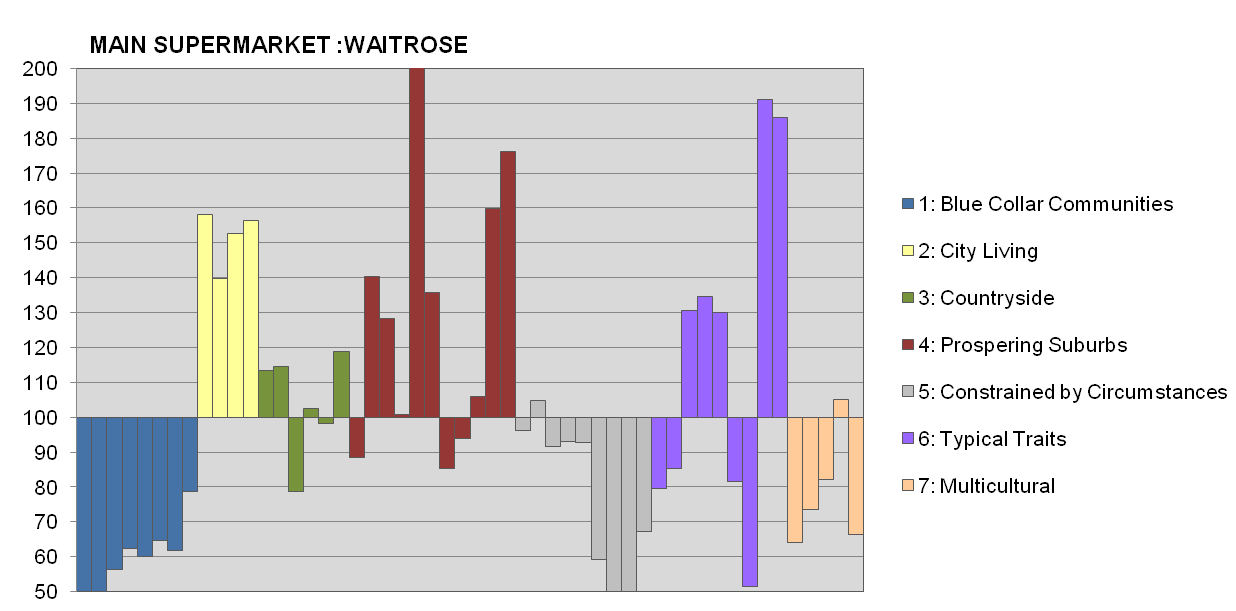 MAIN SUPERMARKET :WAITROSE
200
190
180
170
160
150
140
130
120
110
100
90
80
70
60
50
1: Blue Collar Communities
2: City Living
3: Countryside
4: Prospering Suburbs
5: Constrained by Circumstances
6: Typical Traits
7: Multicultural